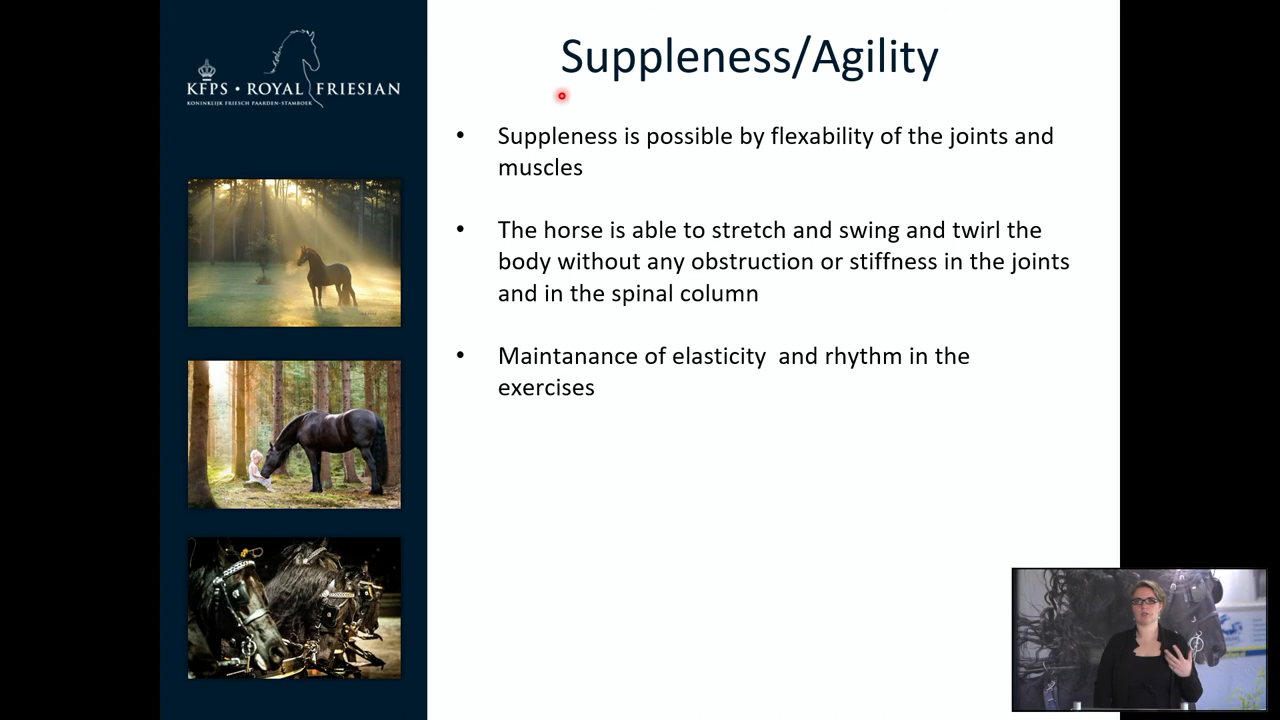 KFPS • ROYAL FRIESIAN
KONINKLIJK FRIESCH PAARDEN-STAMBOEK
Suppleness/Agility
• Suppleness is possible by flexability of the joints and
muscles
• The horse is able to stretch and swing and twirl the
body without any obstruction or stiffness in the joints
and in the spinal column
• Maintanance of elasticity  and rhythm in the
exercises